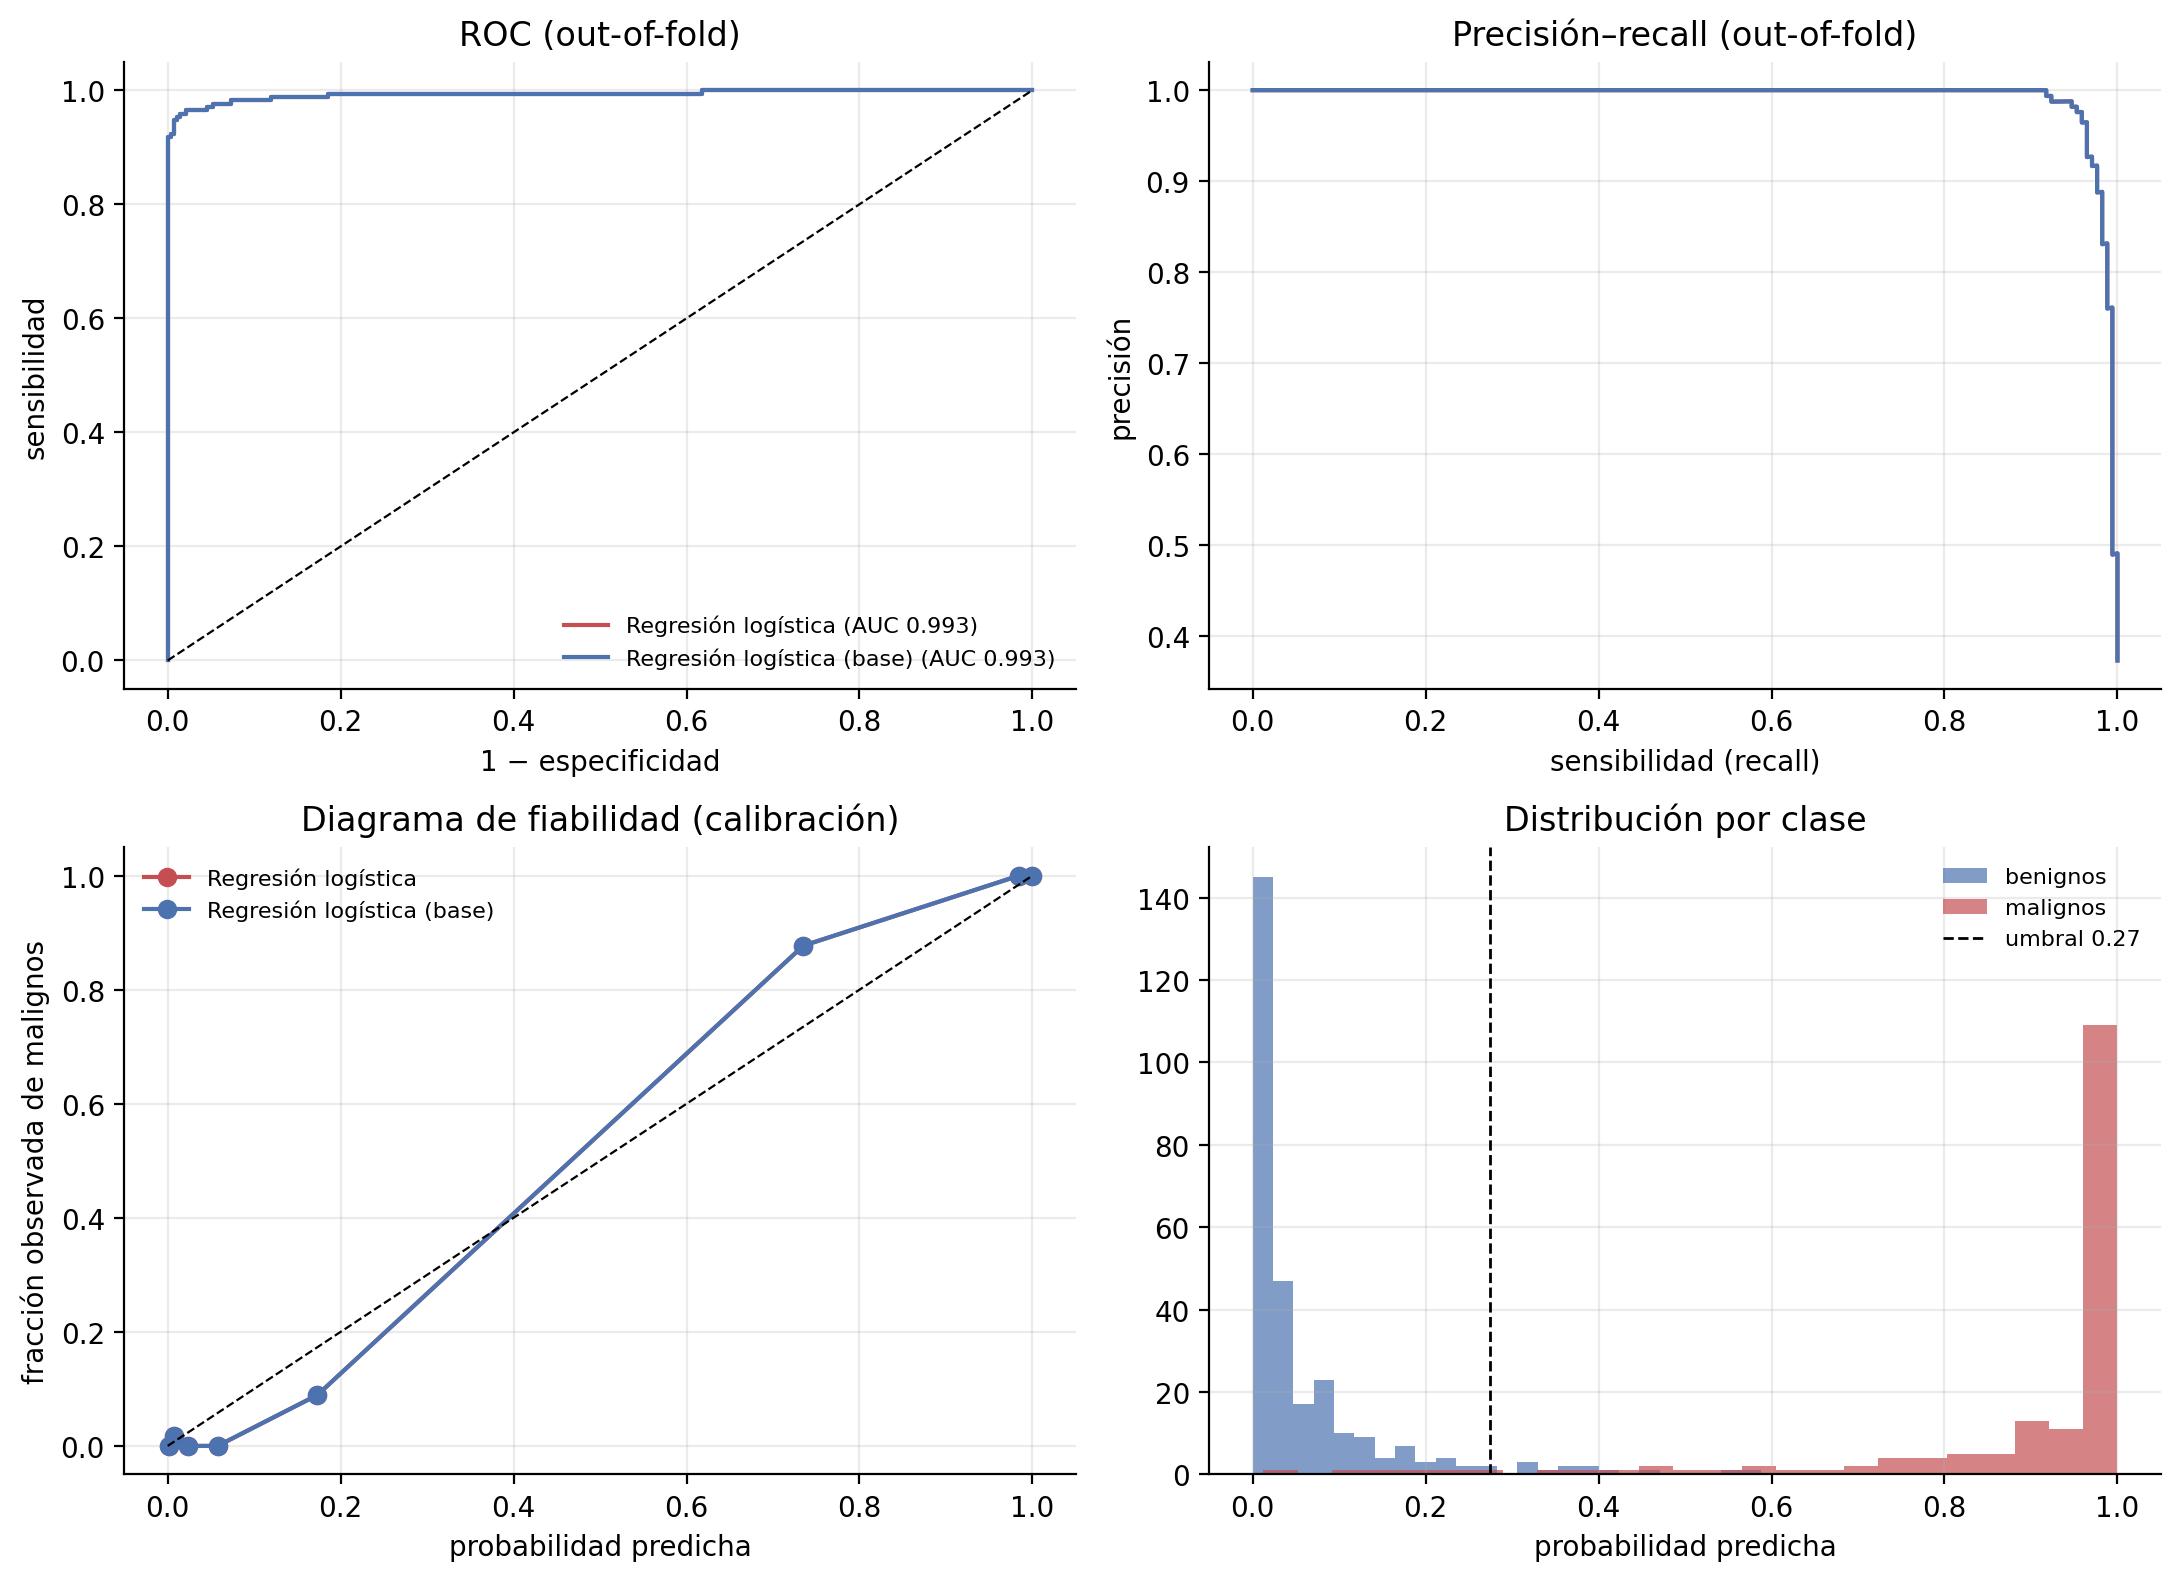 ROC (out-of-fold)
sensibilidad
1.0
0.8
0.6
0.4
0.2
0.0
Regresión logística (AUC 0.993)
Regresión logística (base) (AUC 0.993)
0.0 0.2 0.4 0.6 0.8 1.0
1 − especificidad
Precisión–recall (out-of-fold)
precisión
1.0
0.9
0.8
0.7
0.6
0.5
0.4
0.0 0.2 0.4 0.6 0.8 1.0
sensibilidad (recall)
Diagrama de fiabilidad (calibración)
fracción observada de malignos
1.0
0.8
0.6
0.4
0.2
0.0
Regresión logística
Regresión logística (base)
0.0 0.2 0.4 0.6 0.8 1.0
probabilidad predicha
Distribución por clase
140
120
100
80
60
40
20
0
benignos
malignos
umbral 0.27
0.0 0.2 0.4 0.6 0.8 1.0
probabilidad predicha